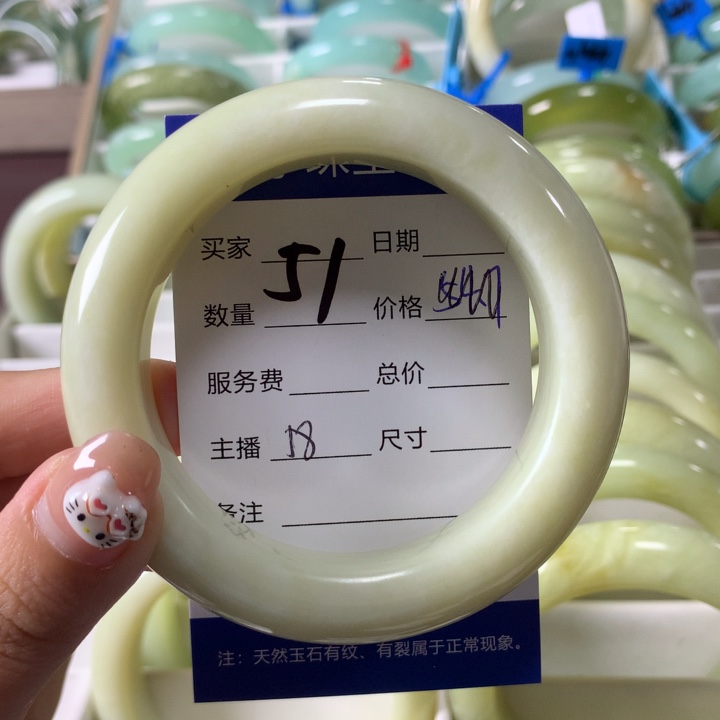 买家 51 日期
数量 价格
服务费 总价
主播 18 尺寸
备注
注：天然玉石有纹、有裂属于正常现象。